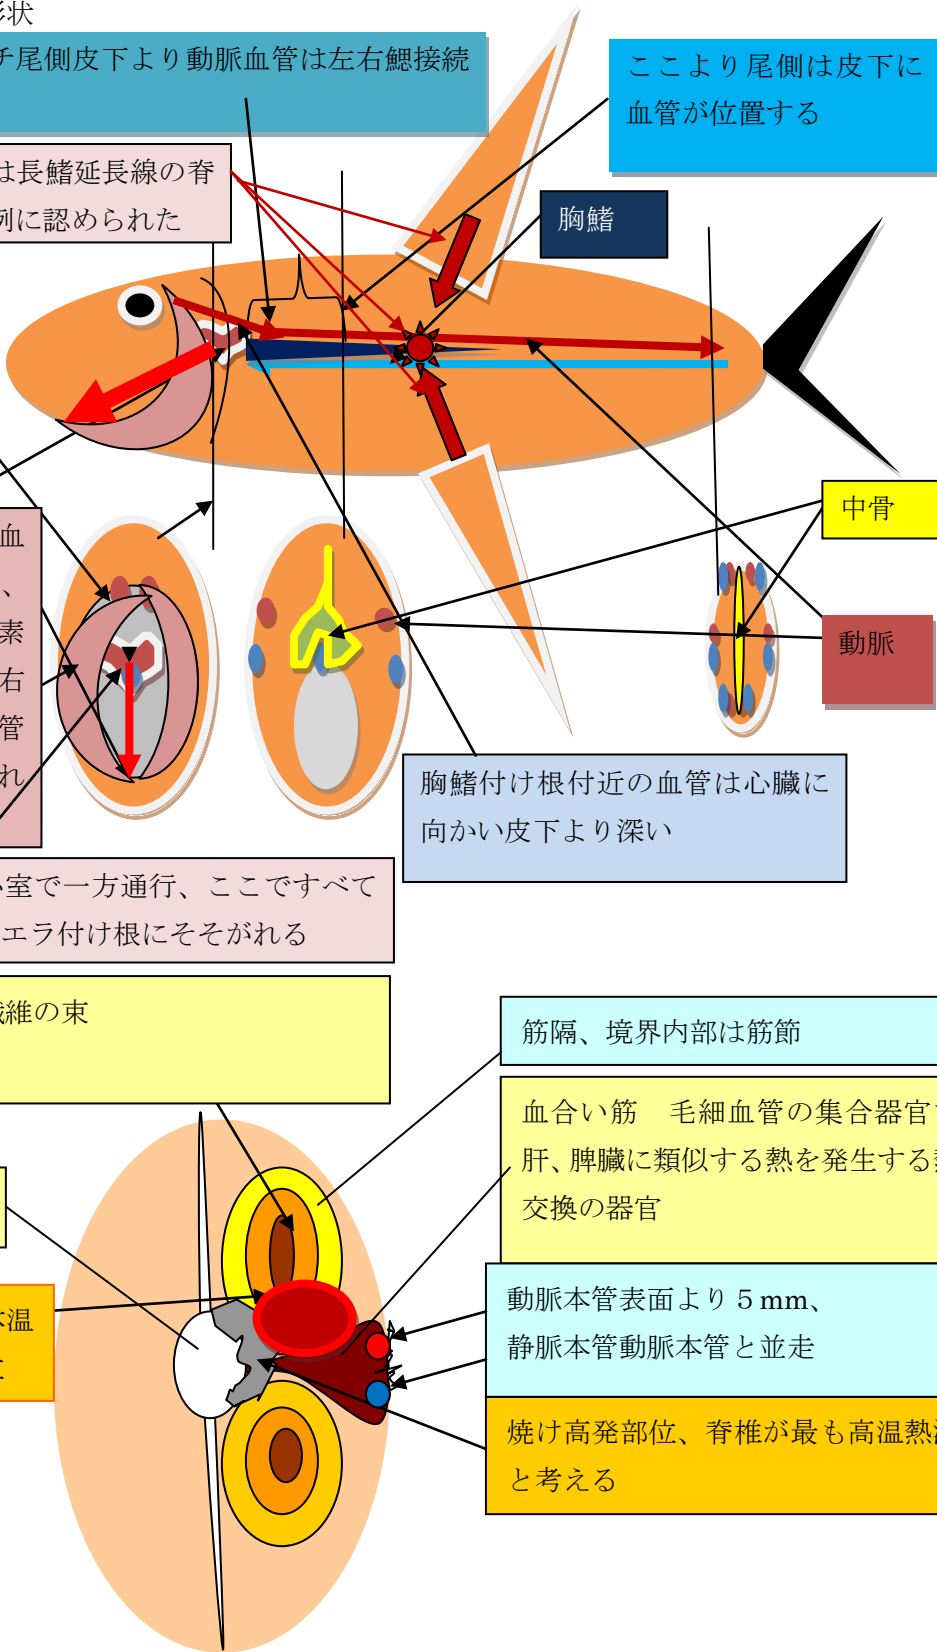 形状
チ尾側皮下より動脈血管は左右鰓接続
ここより尾側は皮下に
血管が位置する
は長鰭延長線の脊
例に認められた
胸鰭
中骨
血
、
素
右
管
れ
動脈
胸鰭付け根付近の血管は心臓に
向かい皮下より深い
室で一方通行、ここですべて
エラ付け根にそそがれる
繊維の束
筋隔、境界内部は筋節
血合い筋　毛細血管の集合器官
肝、脾臓に類似する熱を発生する
交換の器官
体温
動脈本管表面より５mm、
静脈本管動脈本管と並走
焼け高発部位、脊椎が最も高温熱
と考える